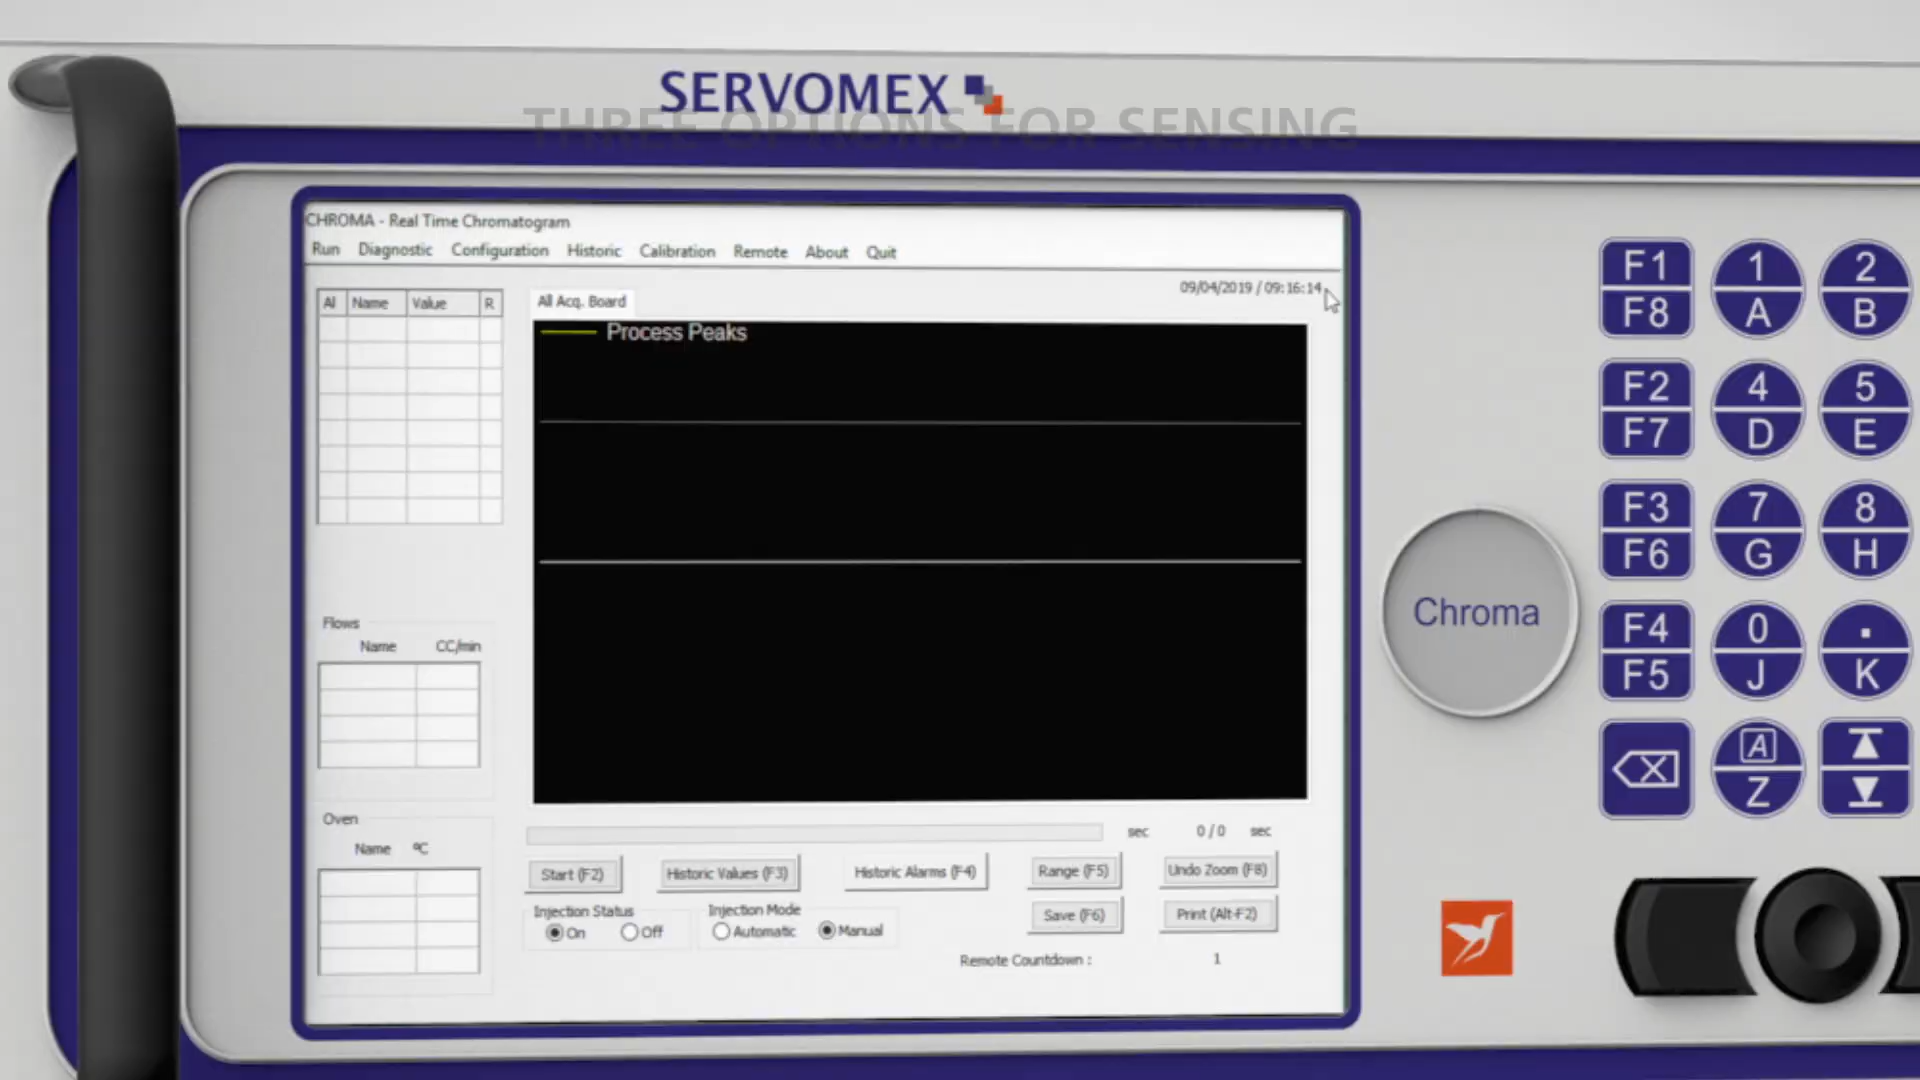 SERVOMEX
THREE OPTIONS FOR SENSING
CHROMA - Real Time Chromatogram
Run Diagnostic Configuration Historic Calibration Remote About Quit
09/04/2019 / 09:16:14
Al Name Value R
All Acq. Board
Process Peaks
Flows
Name CC/min
Oven
Name ºC
sec 0 / 0 sec
Start (F2) Historic Values (F3) Historic Alarms (F4) Range (F5) Undo Zoom (F8)
Injection Status Injection Mode
On Off Automatic Manual
Save (F6) Print (Alt-F2)
Remote Countdown : 1
Chroma
F1 1 2
F8 A B
F2 4 5
F7 D E
F3 7 8
F6 G H
F4 0 .
F5 J K
A
Z